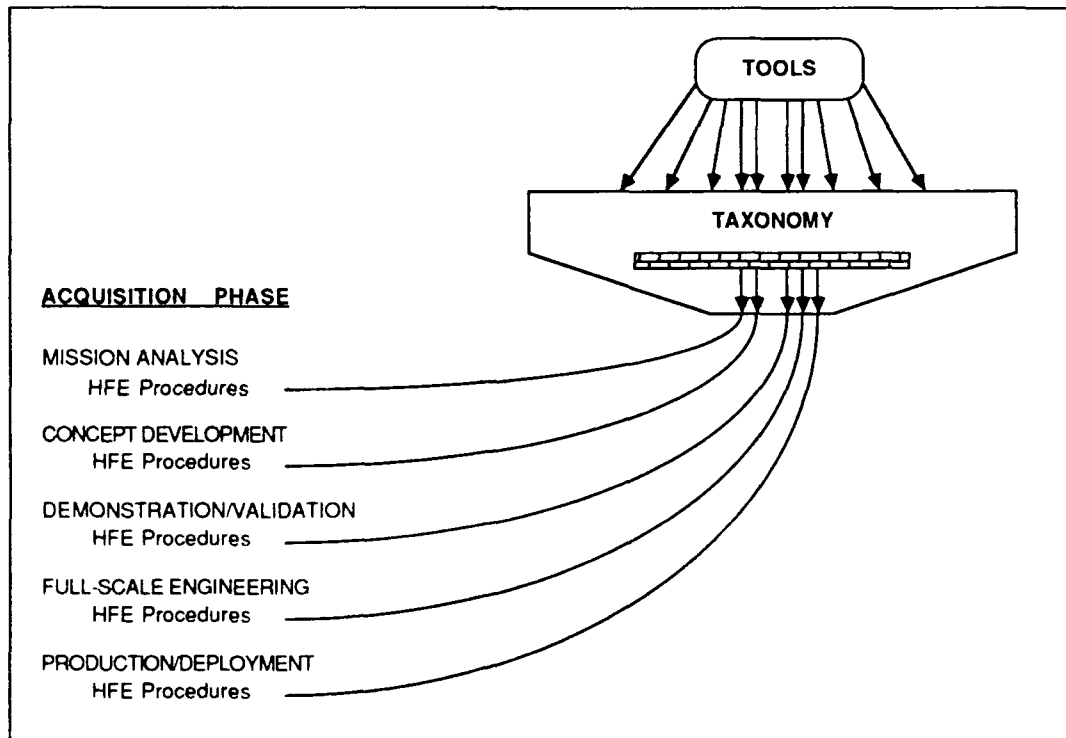 TOOLS
TAXONOMY
ACQUISITION PHASE
MISSION ANALYSIS
HFE Procedures
CONCEPT DEVELOPMENT
HFE Procedures
DEMONSTRATION/VALIDATION
HFE Procedures
FULL-SCALE ENGINEERING
HFE Procedures
PRODUCTION/DEPLOYMENT
HFE Procedures